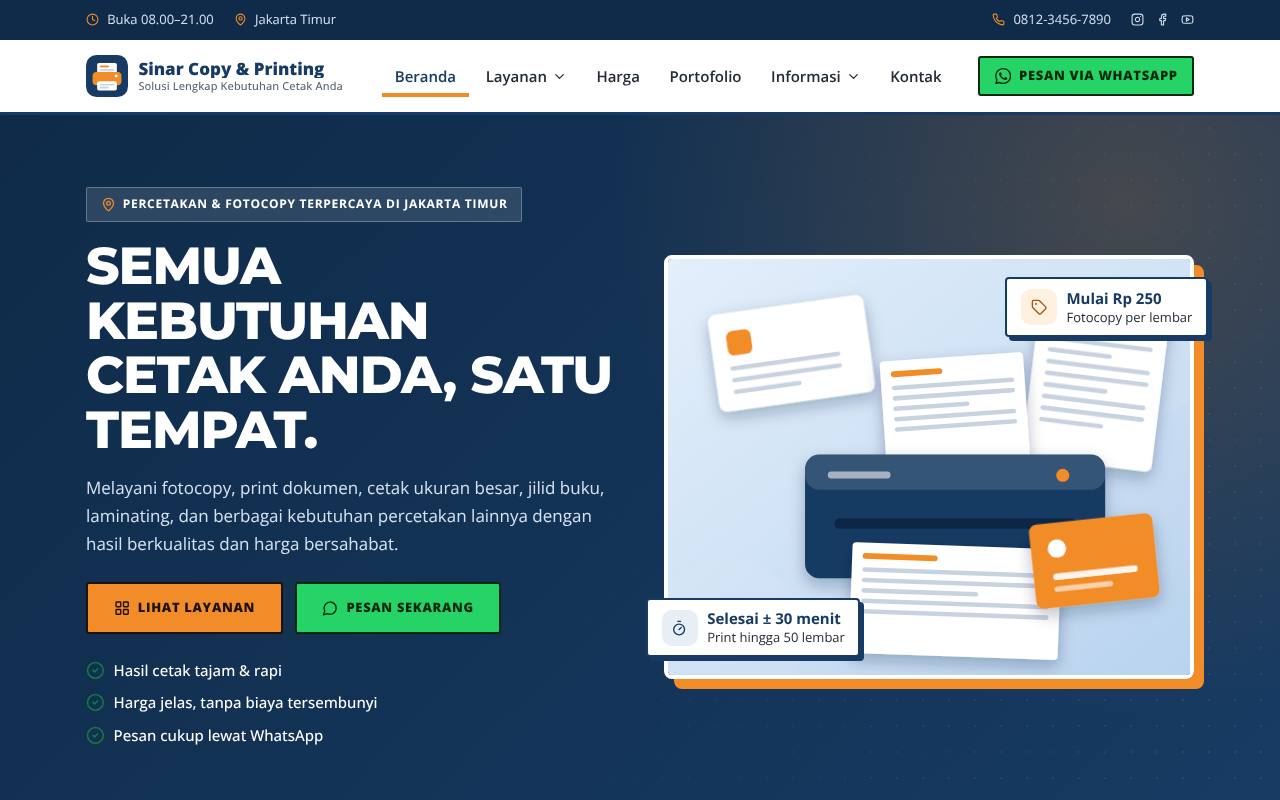 Buka 08.00–21.00
Jakarta Timur
0812-3456-7890
Sinar Copy & Printing
Solusi Lengkap Kebutuhan Cetak Anda
Beranda
Layanan
Harga
Portofolio
Informasi
Kontak
PESAN VIA WHATSAPP
PERCETAKAN & FOTOCOPY TERPERCAYA DI JAKARTA TIMUR
SEMUA
KEBUTUHAN
CETAK ANDA, SATU
TEMPAT.
Melayani fotocopy, print dokumen, cetak ukuran besar, jilid buku,
laminating, dan berbagai kebutuhan percetakan lainnya dengan
hasil berkualitas dan harga bersahabat.
LIHAT LAYANAN
PESAN SEKARANG
Hasil cetak tajam & rapi
Harga jelas, tanpa biaya tersembunyi
Pesan cukup lewat WhatsApp
Mulai Rp 250
Fotocopy per lembar
Selesai ± 30 menit
Print hingga 50 lembar